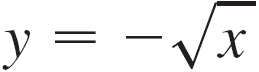 y = −√x